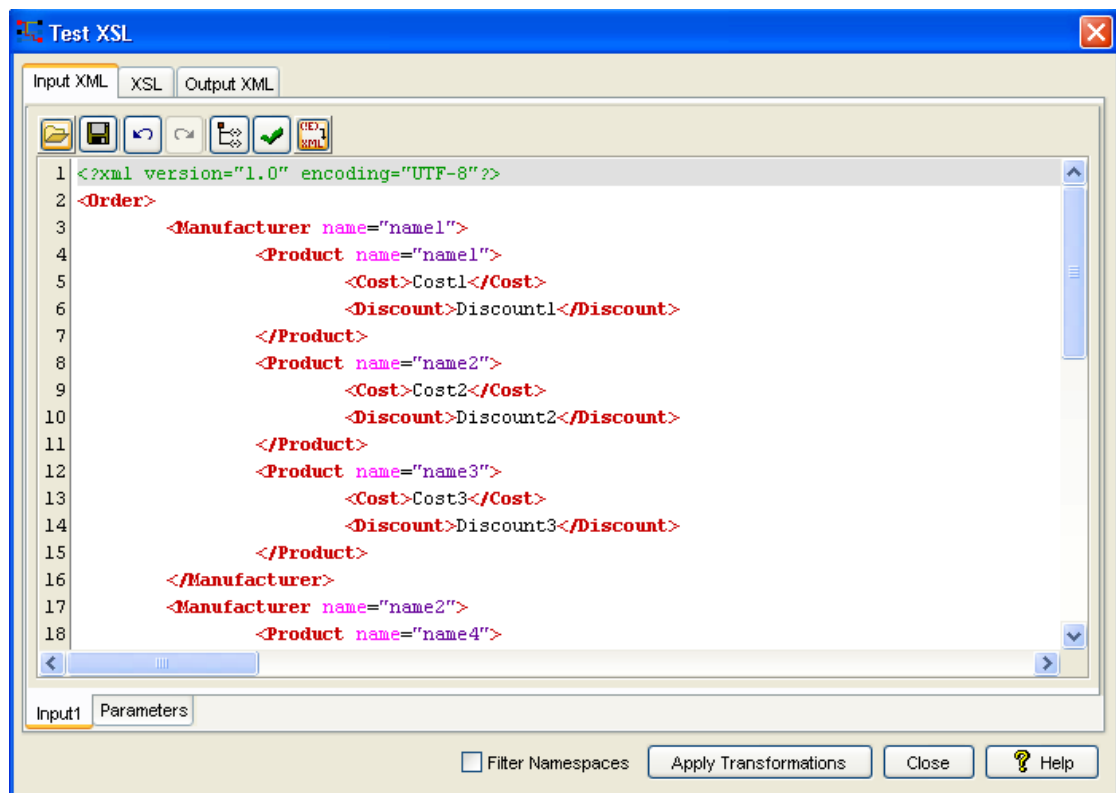 Test XSL
Input XML XSL Output XML
(!E) XML
1 <?xml version="1.0" encoding="UTF-8"?>
2 <Order>
3 <Manufacturer name="name1">
4 <Product name="name1">
5 <Cost>Cost1</Cost>
6 <Discount>Discount1</Discount>
7 </Product>
8 <Product name="name2">
9 <Cost>Cost2</Cost>
10 <Discount>Discount2</Discount>
11 </Product>
12 <Product name="name3">
13 <Cost>Cost3</Cost>
14 <Discount>Discount3</Discount>
15 </Product>
16 </Manufacturer>
17 <Manufacturer name="name2">
18 <Product name="name4">
Input1 Parameters
Filter Namespaces Apply Transformations Close ? Help